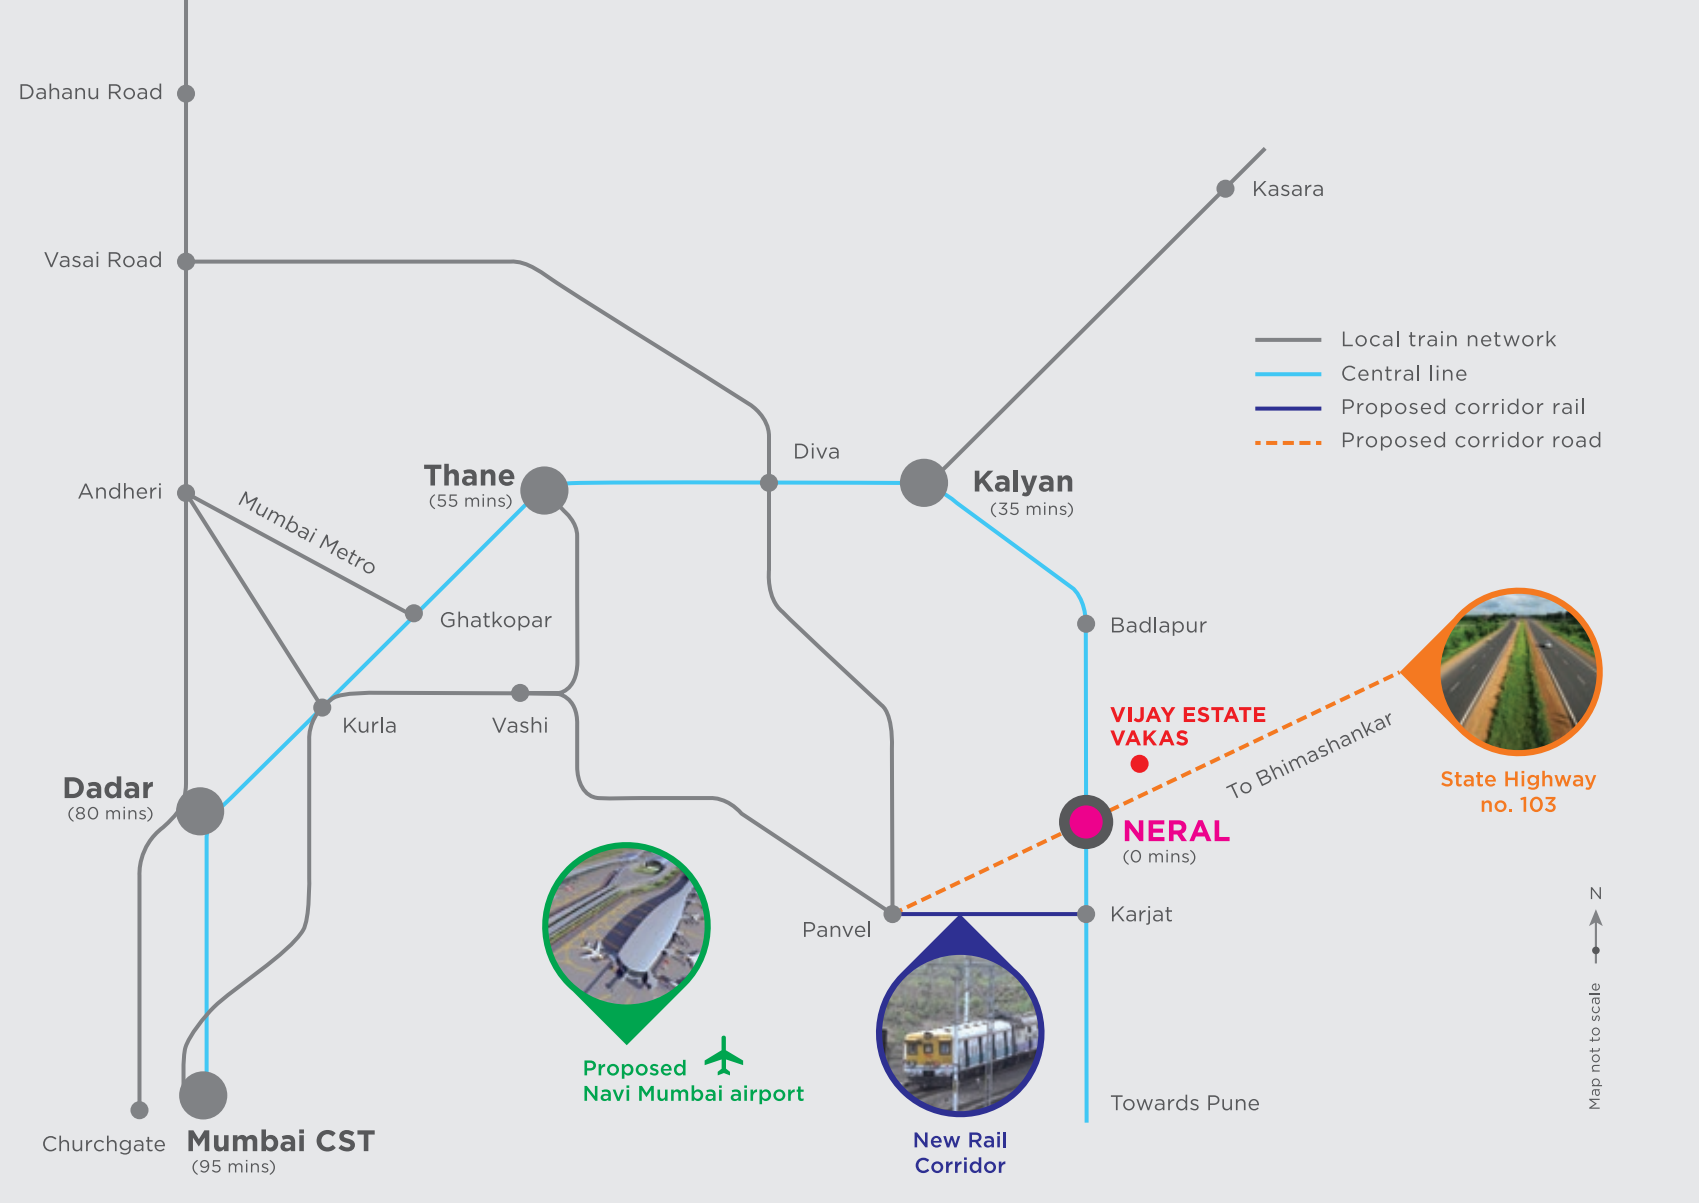 Dahanu Road
Kasara
Vasai Road
Local train network
Central line
Proposed corridor rail
Proposed corridor road
Diva
Thane
(55 mins)
Kalyan
(35 mins)
Andheri
Mumbai Metro
Ghatkopar
Badlapur
Kurla
Vashi
VIJAY ESTATE
VAKAS
To Bhimashankar
State Highway
no. 103
Dadar
(80 mins)
NERAL
(0 mins)
N
Panvel
Karjat
Map not to scale
Proposed
Navi Mumbai airport
Towards Pune
Churchgate
Mumbai CST
(95 mins)
New Rail
Corridor